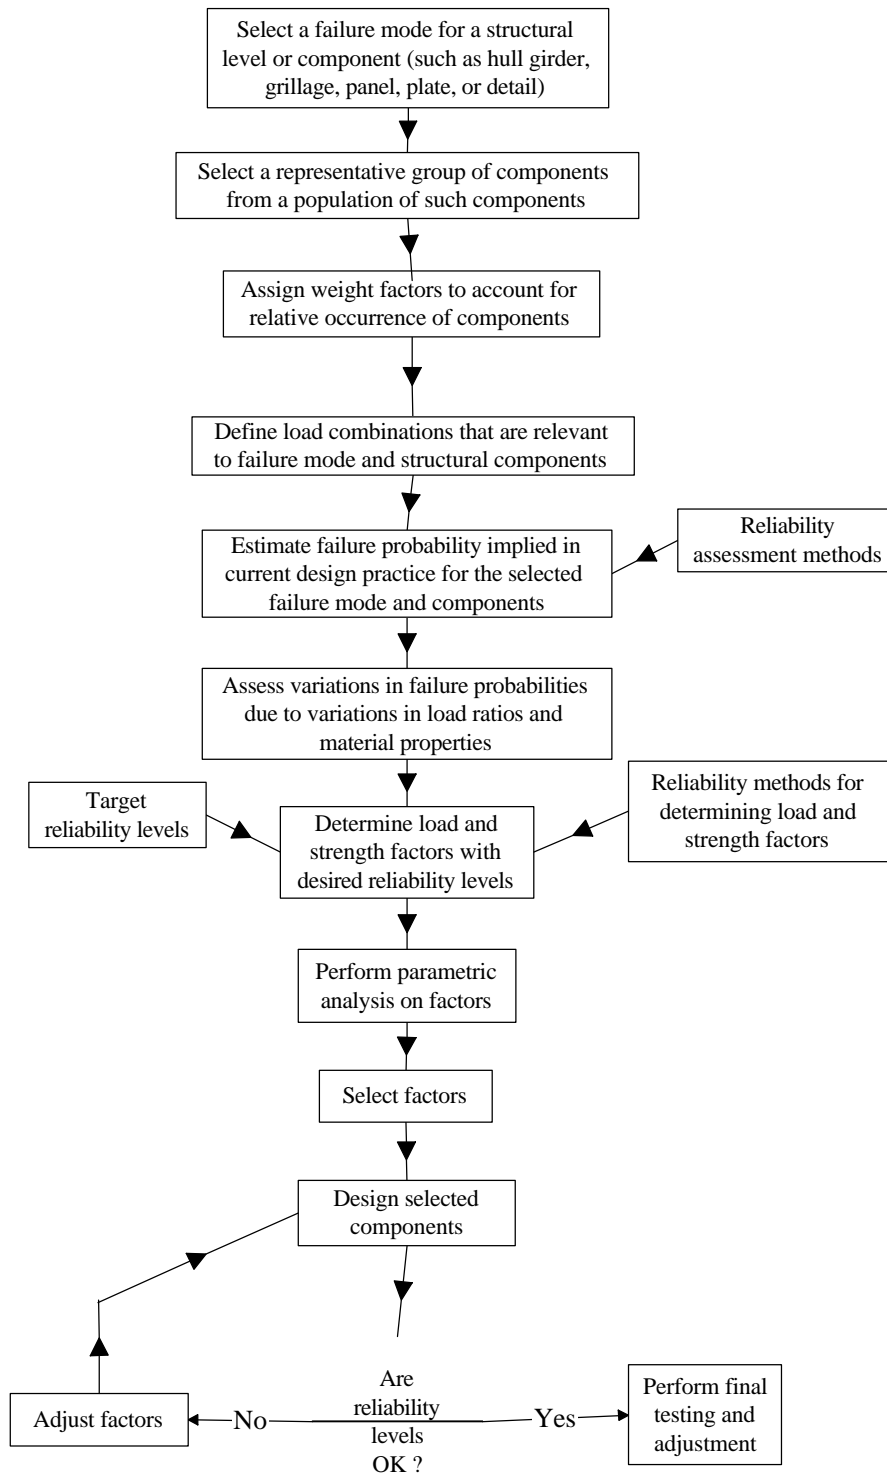 Select a failure mode for a structural
level or component (such as hull girder,
grillage, panel, plate, or detail)
Select a representative group of components
from a population of such components
Assign weight factors to account for
relative occurrence of components
Define load combinations that are relevant
to failure mode and structural components
Estimate failure probability implied in
current design practice for the selected
failure mode and components
Reliability
assessment methods
Assess variations in failure probabilities
due to variations in load ratios and
material properties
Target
reliability levels
Determine load and
strength factors with
desired reliability levels
Reliability methods for
determining load and
strength factors
Perform parametric
analysis on factors
Select factors
Design selected
components
Adjust factors
No
Are
reliability
levels
OK ?
Yes
Perform final
testing and
adjustment